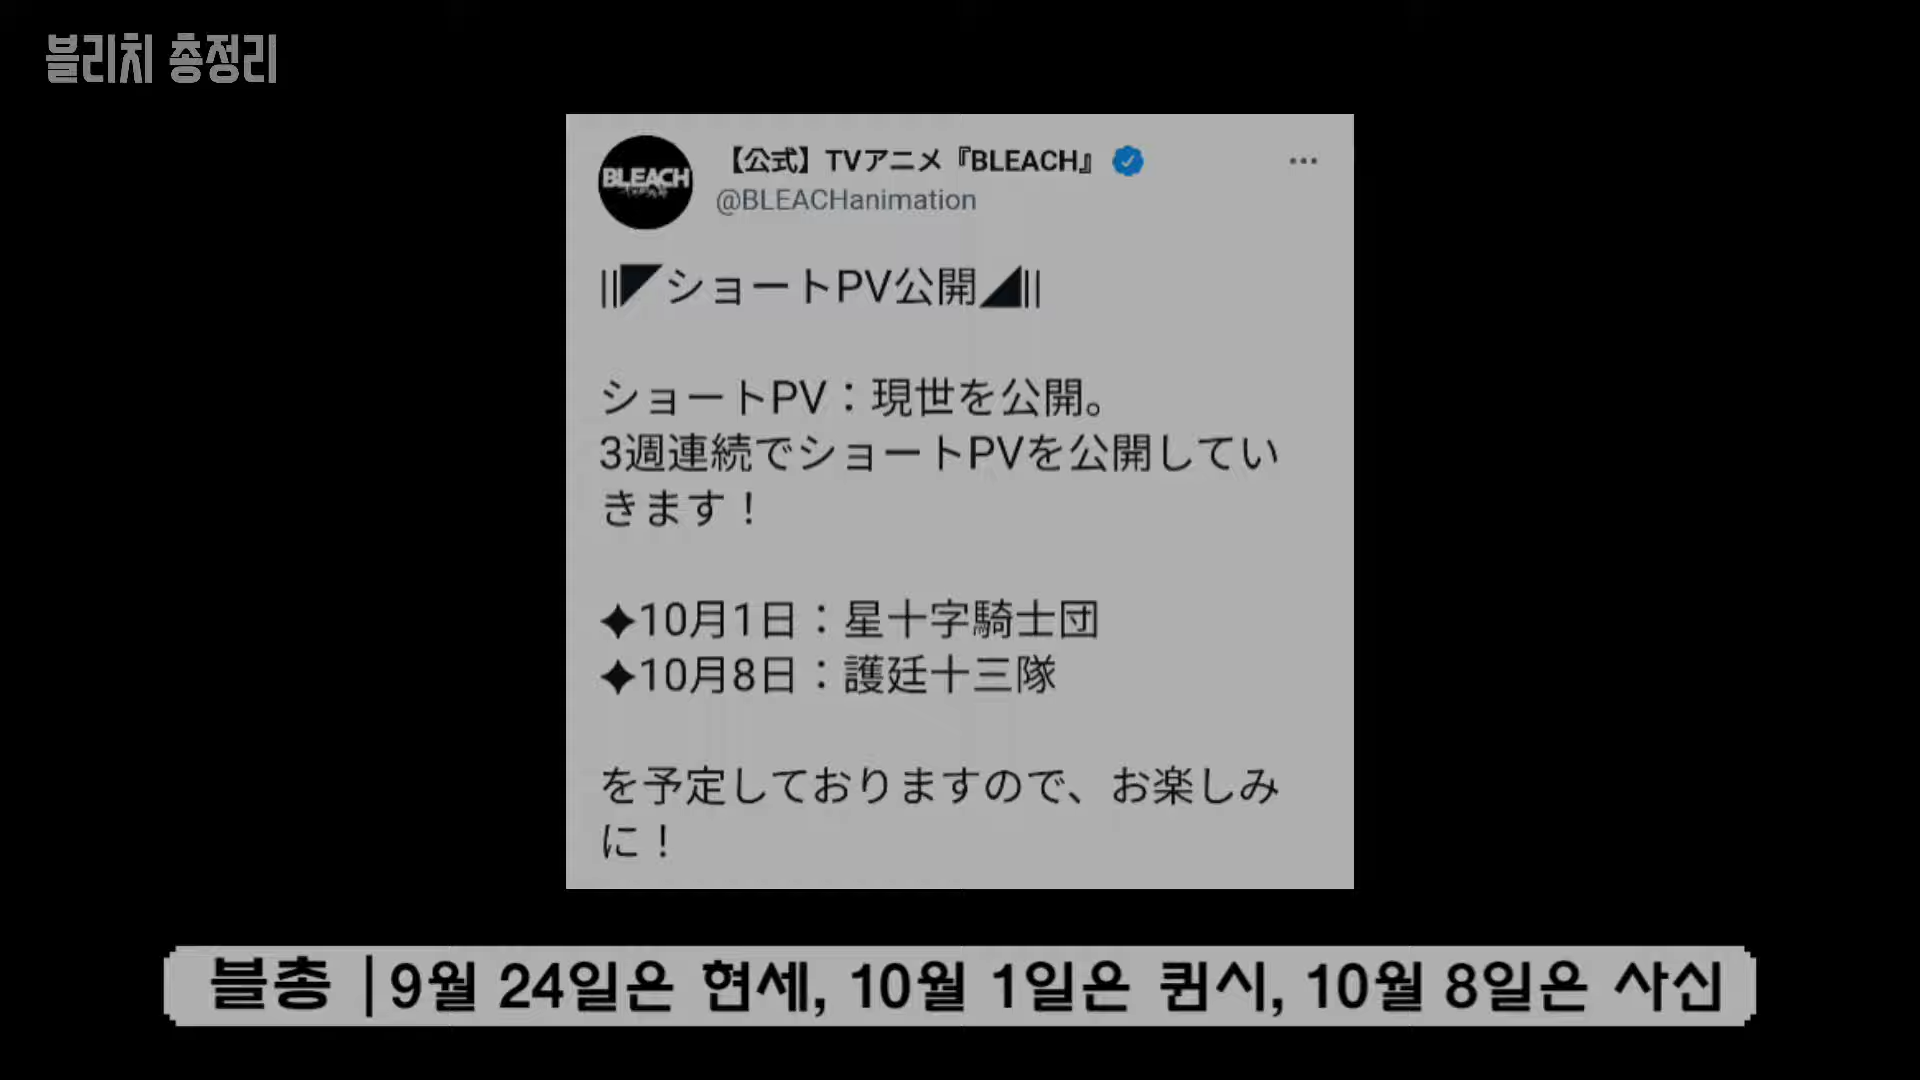 블리치 총정리
BLEACH
【公式】TVアニメ『BLEACH』
@BLEACHanimation
||◤ショートPV公開◢||
ショートPV：現世を公開。
3週連続でショートPVを公開してい
きます！
✦10月1日：星十字騎士団
✦10月8日：護廷十三隊
を予定しておりますので、お楽しみ
に！
블총 |9월 24일은 현세, 10월 1일은 퀸시, 10월 8일은 사신